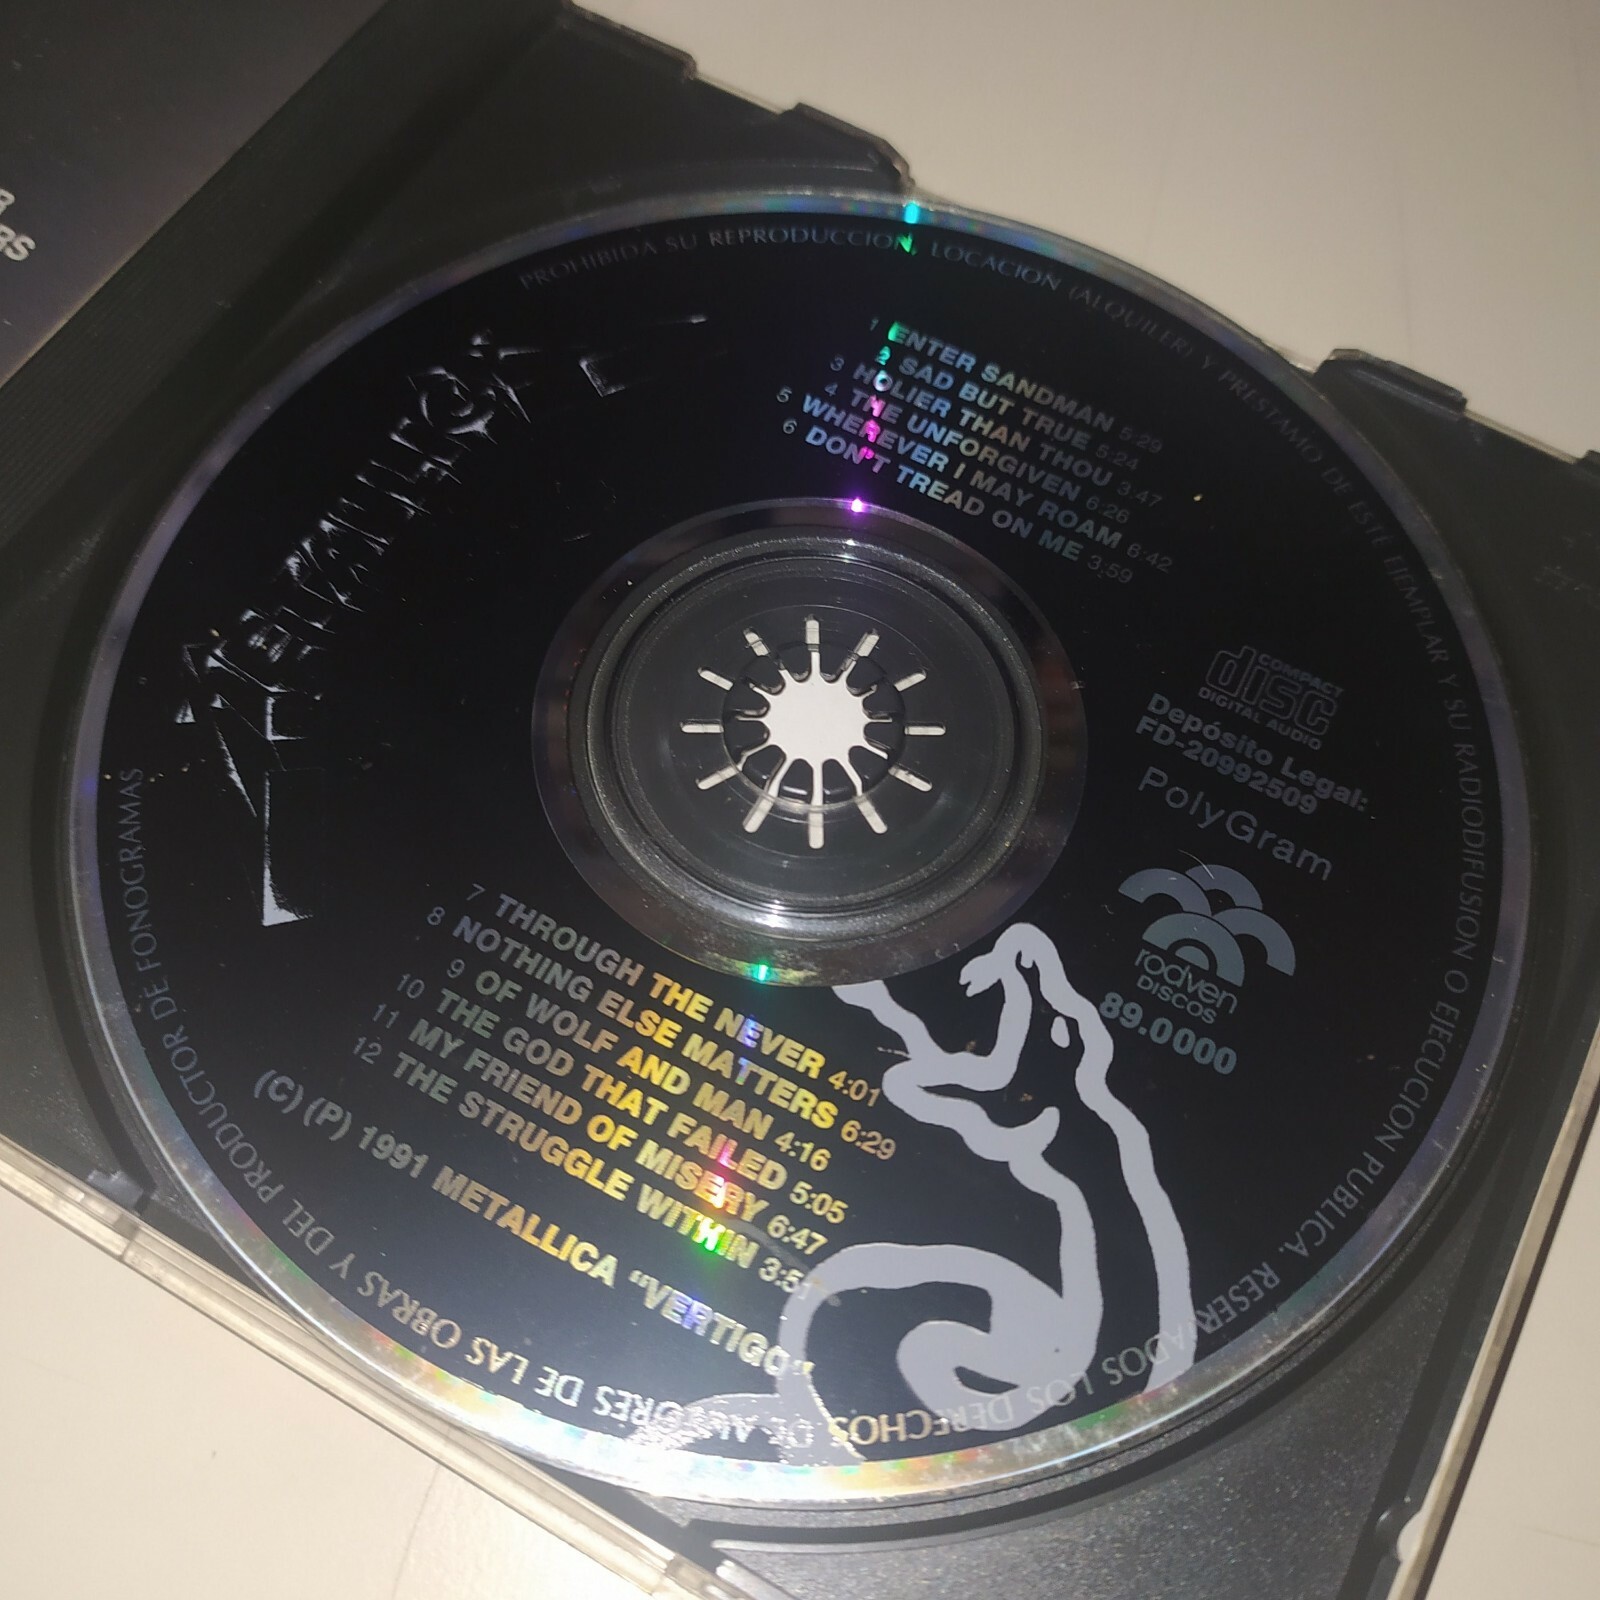 R
RS
METALLICA
1 ENTER SANDMAN 5:29
2 SAD BUT TRUE 5:24
3 HOLIER THAN THOU 3:47
4 THE UNFORGIVEN 6:26
5 WHEREVER I MAY ROAM 6:42
6 DON'T TREAD ON ME 3:59
COMPACT
disc
DIGITAL AUDIO
Depósito Legal:
FD-20992509
PolyGram
rodven
DISCOS
89.0000
7 THROUGH THE NEVER 4:01
8 NOTHING ELSE MATTERS 6:29
9 OF WOLF AND MAN 4:16
10 THE GOD THAT FAILED 5:05
11 MY FRIEND OF MISERY 6:47
12 THE STRUGGLE WITHIN
(C) (P) 1991 METALLICA "VERTIGO"
PROHIBIDA SU REPRODUCCION, LOCACION (ALQUILER) Y PRESTAMO DE ESTE EJEMPLAR Y SU RADIODIFUSION O EJECUCION PUBLICA. RESERVADOS LOS DERECHOS DE AUTORES DE LAS OBRAS Y DEL PRODUCTOR DE FONOGRAMAS